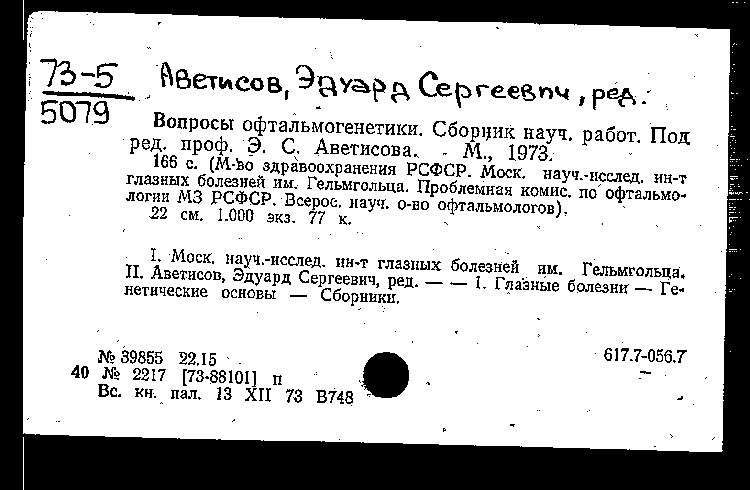 73-5
5079
Аветисов, Эдуард Сергеевич, ред.
Вопросы офтальмогенетики. Сборник науч. работ. Под
ред. проф. Э. С. Аветисова. - М., 1973.
166 с. (М-во здравоохранения РСФСР. Моск. науч.-исслед. ин-т
глазных болезней им. Гельмгольца. Проблемная комис. по офтальмо-
логии МЗ РСФСР. Всерос. науч. о-во офтальмологов).
22 см. 1.000 экз. 77 к.
I. Моск. науч.-исслед. ин-т глазных болезней им. Гельмгольца.
II. Аветисов, Эдуард Сергеевич, ред. — — 1. Глазные болезни — Ге-
нетические основы — Сборники.
№ 39855 22.15
617.7-056.7
40 № 2217 [73-88101] п
Вс. кн. пал. 13 XII 73 В748